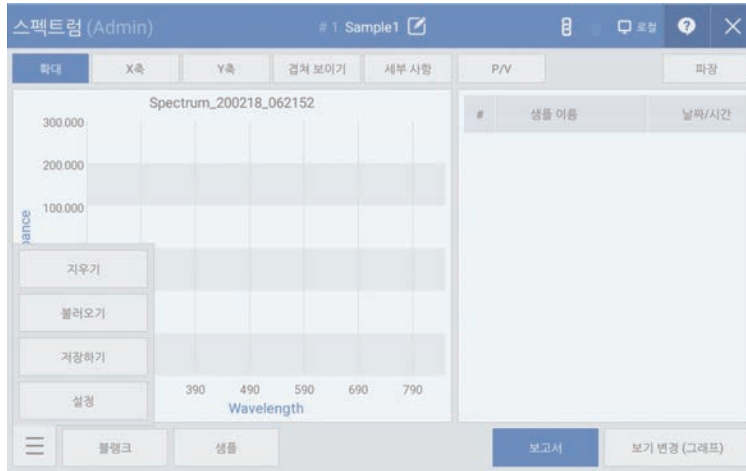 스펙트럼 (Admin) # 1. Sample1 로컬 ?
확대 X축 Y축 겹쳐 보이기 세부 사항 P/V 파장
Spectrum_200218_062152
# 샘플 이름 날짜/시간
300.000
200.000
100.000
지우기
불러오기
저장하기
설정
390 490 590 690 790
Wavelength
블랭크 샘플 보고서 보기 변경 (그래프)